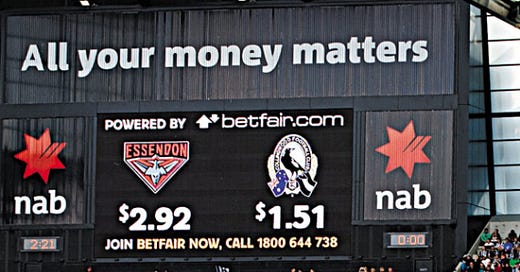 All your money matters
POWERED BY betfair.com
ESSENDON
nab
nab
$2.92
$1.51
JOIN BETFAIR NOW, CALL 1800 644 738
2:21
0:00